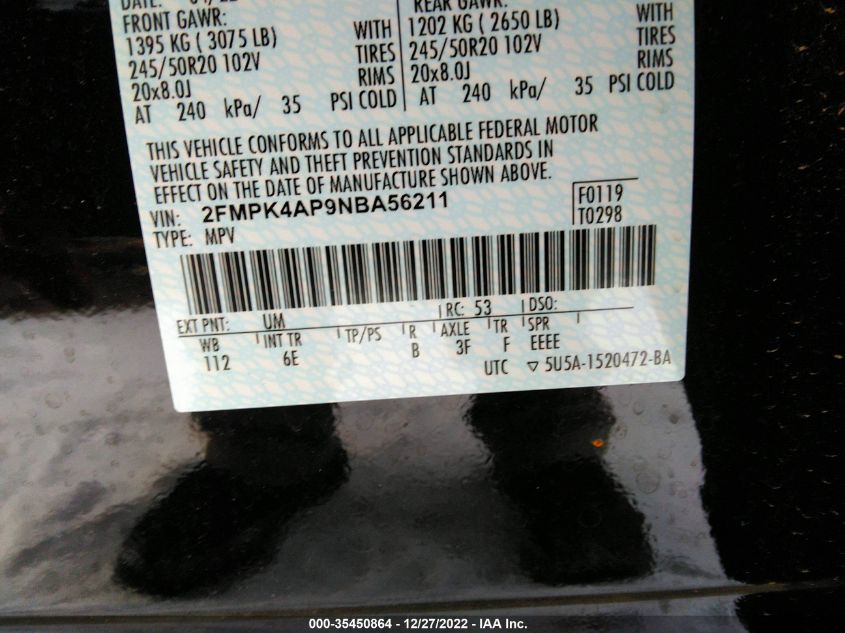 DATE:
FRONT GAWR: REAR GAWR:
1395 KG ( 3075 LB) WITH 1202 KG ( 2650 LB) WITH
245/50R20 102V TIRES 245/50R20 102V TIRES
20x8.0J RIMS 20x8.0J RIMS
AT 240 kPa/ 35 PSI COLD AT 240 kPa/ 35 PSI COLD
THIS VEHICLE CONFORMS TO ALL APPLICABLE FEDERAL MOTOR
VEHICLE SAFETY AND THEFT PREVENTION STANDARDS IN
EFFECT ON THE DATE OF MANUFACTURE SHOWN ABOVE.
VIN: 2FMPK4AP9NBA56211 F0119
TYPE: MPV T0298
EXT PNT: UM RC: 53 DSO:
WB INT TR TP/PS R AXLE TR SPR
112 6E B 3F F EEEE
UTC ▽ 5U5A-1520472-BA
000-35450864 - 12/27/2022 - IAA Inc.